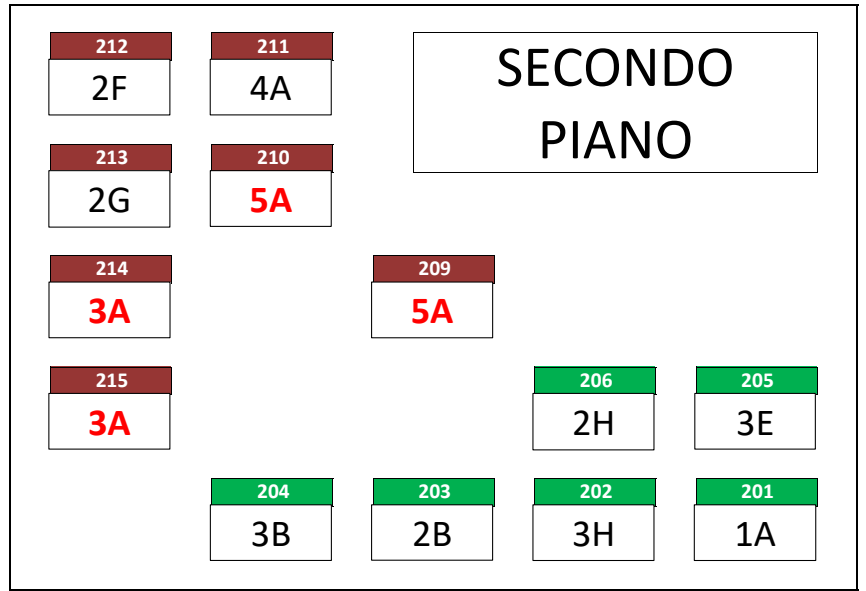 212 211 SECONDO
2F 4A PIANO
213 210
2G 5A
214 209
3A 5A
215 206 205
3A 2H 3E
204 203 202 201
3B 2B 3H 1A